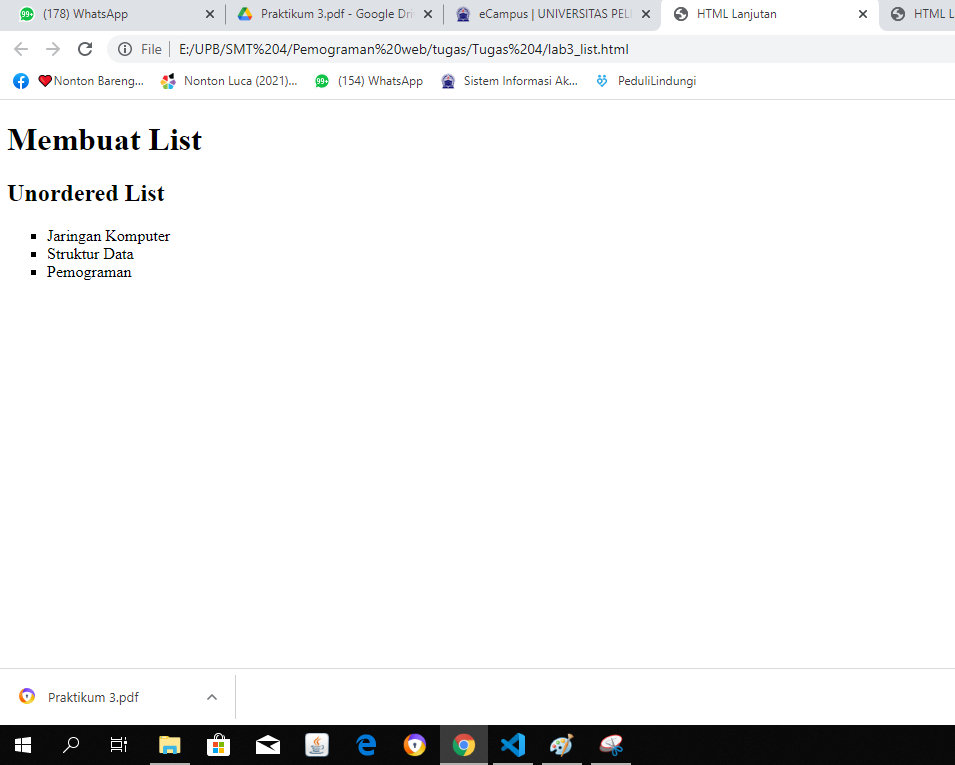 (178) WhatsApp
Praktikum 3.pdf - Google Dri
eCampus | UNIVERSITAS PELI
HTML Lanjutan
HTML L
File | E:/UPB/SMT%204/Pemograman%20web/tugas/Tugas%204/lab3_list.html
Nonton Bareng...
Nonton Luca (2021)...
99+
(154) WhatsApp
Sistem Informasi Ak...
PeduliLindungi
Membuat List
Unordered List
Jaringan Komputer
Struktur Data
Pemograman
Praktikum 3.pdf